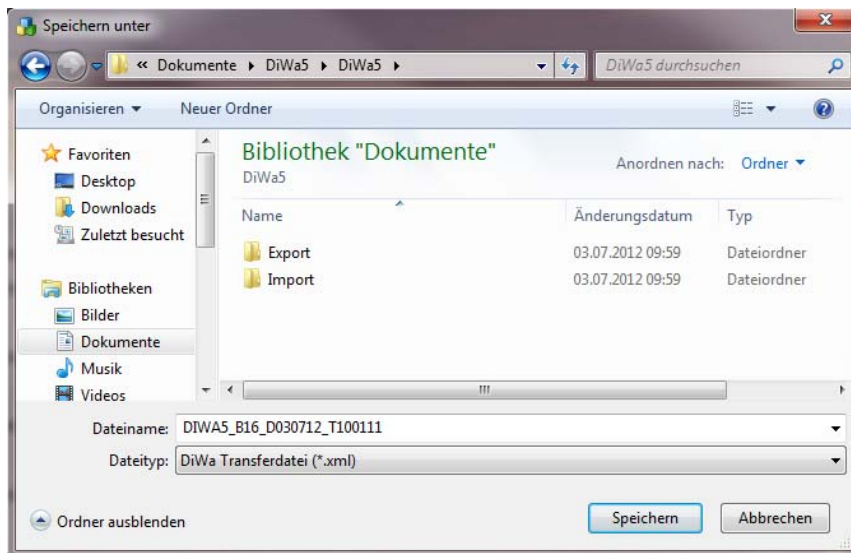 Speichern unter
« Dokumente ▸ DiWa5 ▸ DiWa5 ▸
DiWa5 durchsuchen
Organisieren Neuer Ordner
Favoriten
Desktop
Downloads
Zuletzt besucht
Bibliotheken
Bilder
Dokumente
Musik
Videos
Bibliothek "Dokumente"
DiWa5
Anordnen nach: Ordner
Name Änderungsdatum Typ
Export 03.07.2012 09:59 Dateiordner
Import 03.07.2012 09:59 Dateiordner
Dateiname: DIWA5_B16_D030712_T100111
Dateityp: DiWa Transferdatei (*.xml)
Ordner ausblenden Speichern Abbrechen